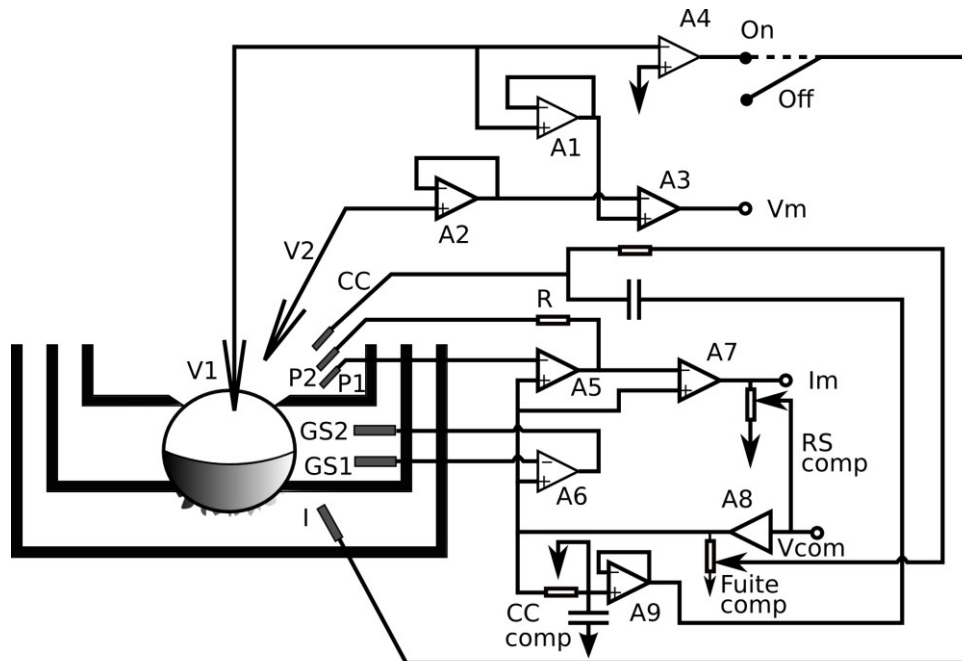 A4
On
Off
A1
A3
Vm
A2
V2
CC
R
V1
P2
P1
A5
A7
Im
GS2
GS1
A6
RS
comp
I
A8
Vcom
CC
comp
A9
Fuite
comp